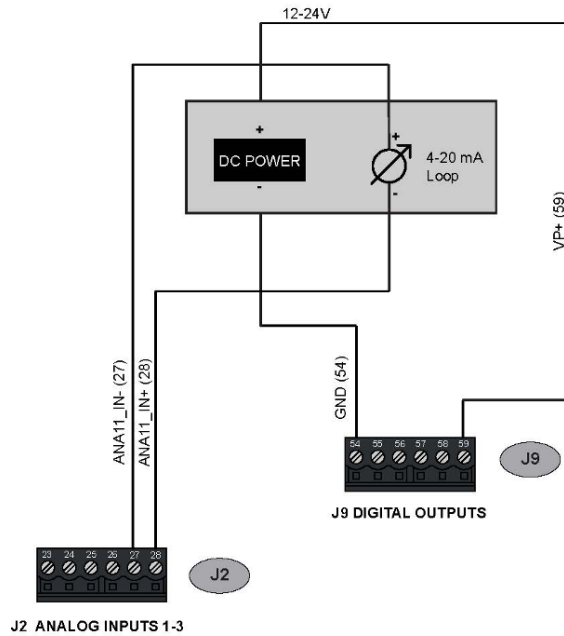 12-24V
+
DC POWER
-
+
4-20 mA
Loop
-
VP+ (59)
ANA11_IN- (27)
ANA11_IN+ (28)
GND (54)
54 55 56 57 58 59
J9
J9 DIGITAL OUTPUTS
23 24 25 26 27 28
J2
J2 ANALOG INPUTS 1-3